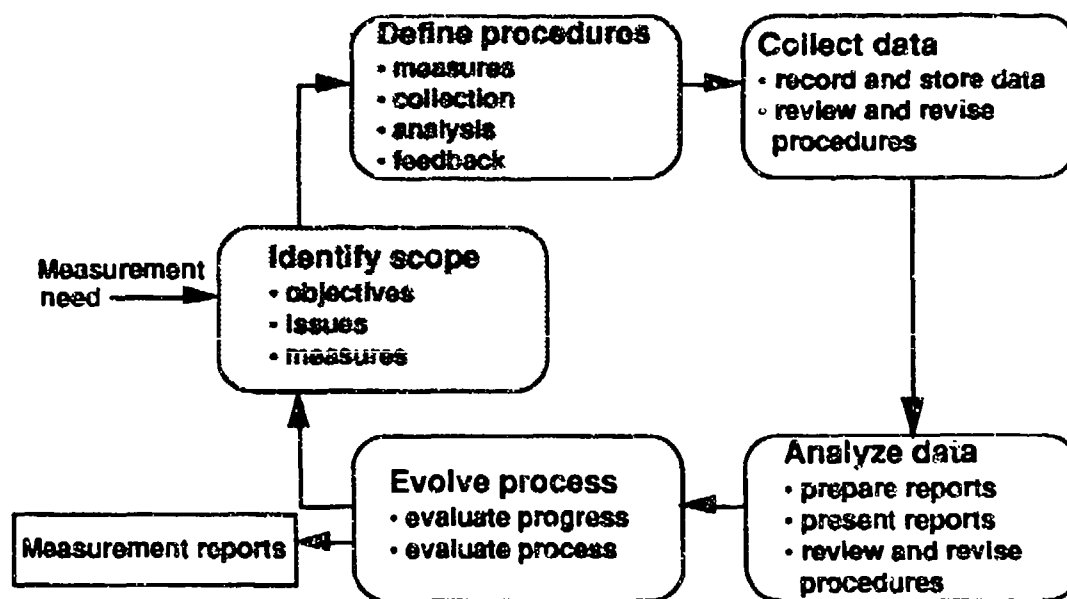 Define procedures
• measures
• collection
• analysis
• feedback
Collect data
• record and store data
• review and revise
procedures
Measurement
need
Identify scope
• objectives
• issues
• measures
Analyze data
• prepare reports
• present reports
• review and revise
procedures
Evolve process
• evaluate progress
• evaluate process
Measurement reports